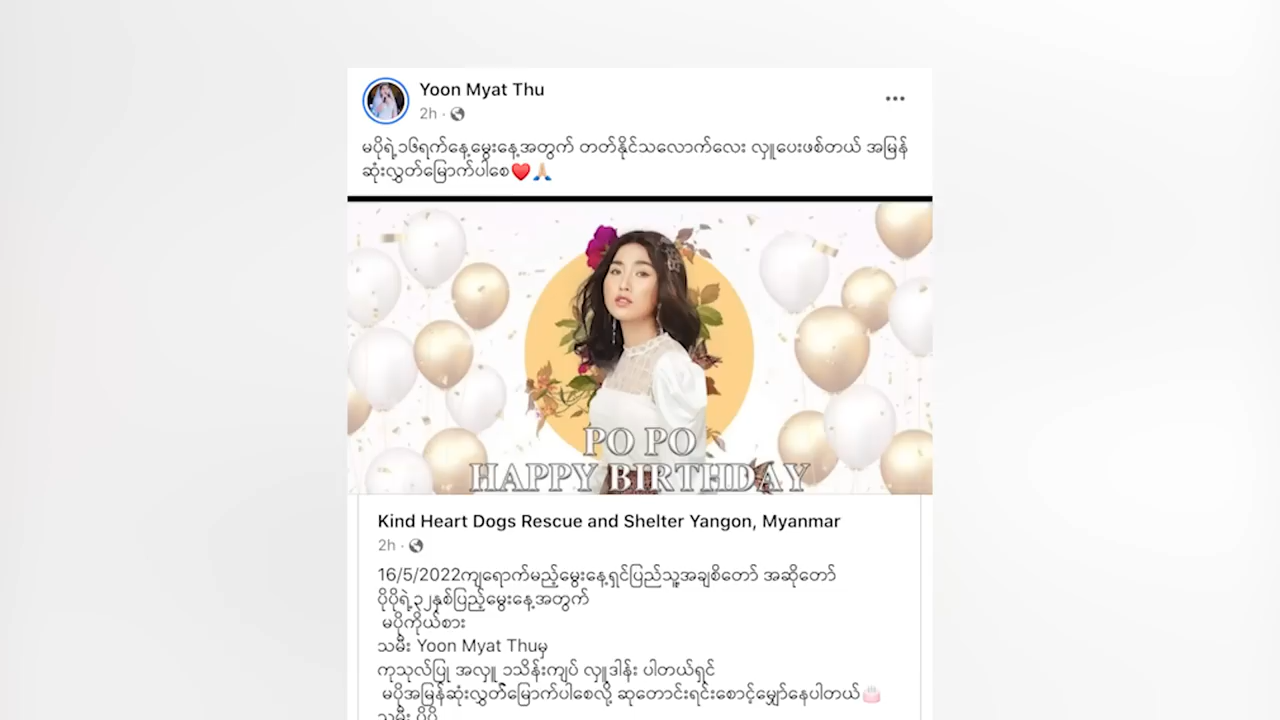 Yoon Myat Thu
2h ·
မပိုရဲ့၁၆ရက်နေ့မွေးနေ့အတွက် တတ်နိုင်သလောက်လေး လှူပေးဖစ်တယ် အမြန်
ဆုံးလွှတ်မြောက်ပါစေ❤️🙏🏻
PO PO
HAPPY BIRTHDAY
Kind Heart Dogs Rescue and Shelter Yangon, Myanmar
2h ·
16/5/2022ကျရောက်မည့်မွေးနေ့ရှင်ပြည်သူ့အချစ်တော် အဆိုတော်
ပိုပိုရဲ့၃၂နှစ်ပြည့်မွေးနေ့အတွက်
မပိုကိုယ်စား
သမီး Yoon Myat Thuမှ
ကုသုလ်ပြု အလှူ ၁သိန်းကျပ် လှူဒါန်း ပါတယ်ရှင်
မပိုအမြန်ဆုံးလွှတ်မြောက်ပါစေလို့ ဆုတောင်းရင်းစောင့်မျှော်နေပါတယ်🎂
သမီး ပိုပို